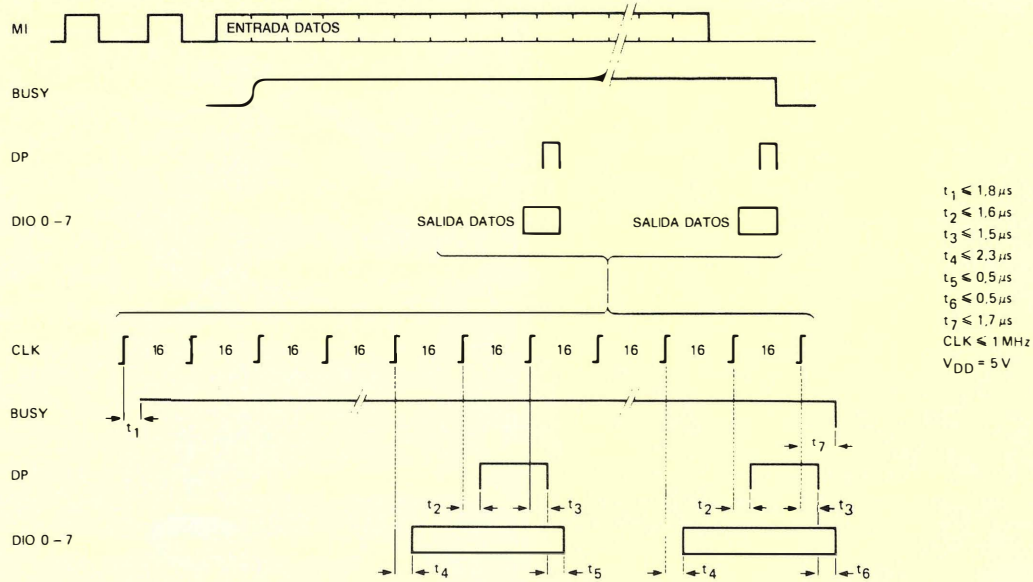 MI ENTRADA DATOS
BUSY
DP
DIO 0 – 7 SALIDA DATOS SALIDA DATOS
t1 ⩽ 1,8 µs
t2 ⩽ 1,6 µs
t3 ⩽ 1,5 µs
t4 ⩽ 2,3 µs
t5 ⩽ 0,5 µs
t6 ⩽ 0,5 µs
t7 ⩽ 1,7 µs
CLK ⩽ 1 MHz
VDD = 5 V
CLK 16 16 16 16 16 16 16 16 16 16
BUSY
t1 t7
DP
t2 t3 t2 t3
DIO 0 – 7
t4 t5 t4 t6